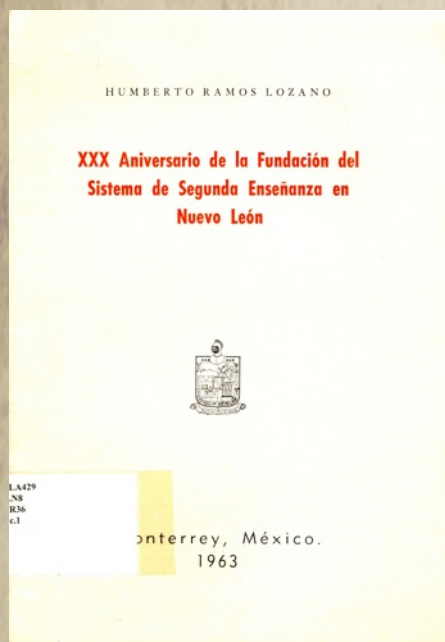 HUMBERTO RAMOS LOZANO
XXX Aniversario de la Fundación del
Sistema de Segunda Enseñanza en
Nuevo León
LA429
.N8
R36
c.1
onterrey, México.
1963